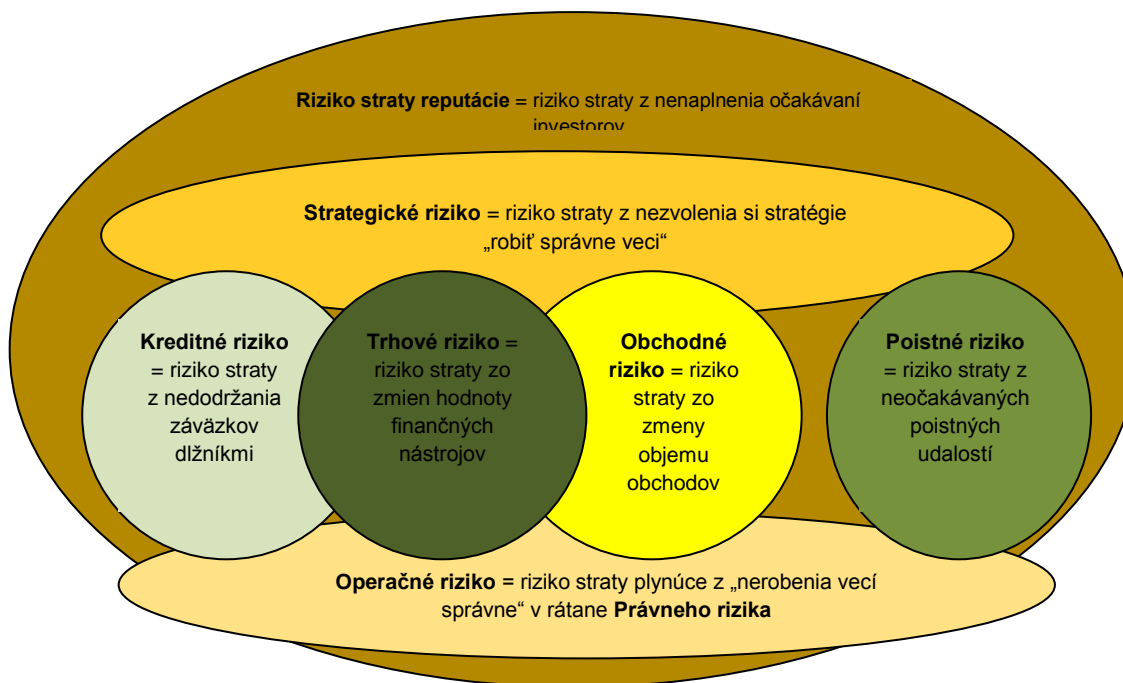 Riziko straty reputácie = riziko straty z nenaplnenia očakávaní
investorov
Strategické riziko = riziko straty z nezvolenia si stratégie
„robiť správne veci“
Kreditné riziko
= riziko straty
z nedodržania
záväzkov
dlžníkmi
Trhové riziko =
riziko straty zo
zmien hodnoty
finančných
nástrojov
Obchodné
riziko = riziko
straty zo
zmeny
objemu
obchodov
Poistné riziko
= riziko straty z
neočakávaných
poistných
udalostí
Operačné riziko = riziko straty plynúce z „nerobenia vecí
správne“ v rátane Právneho rizika